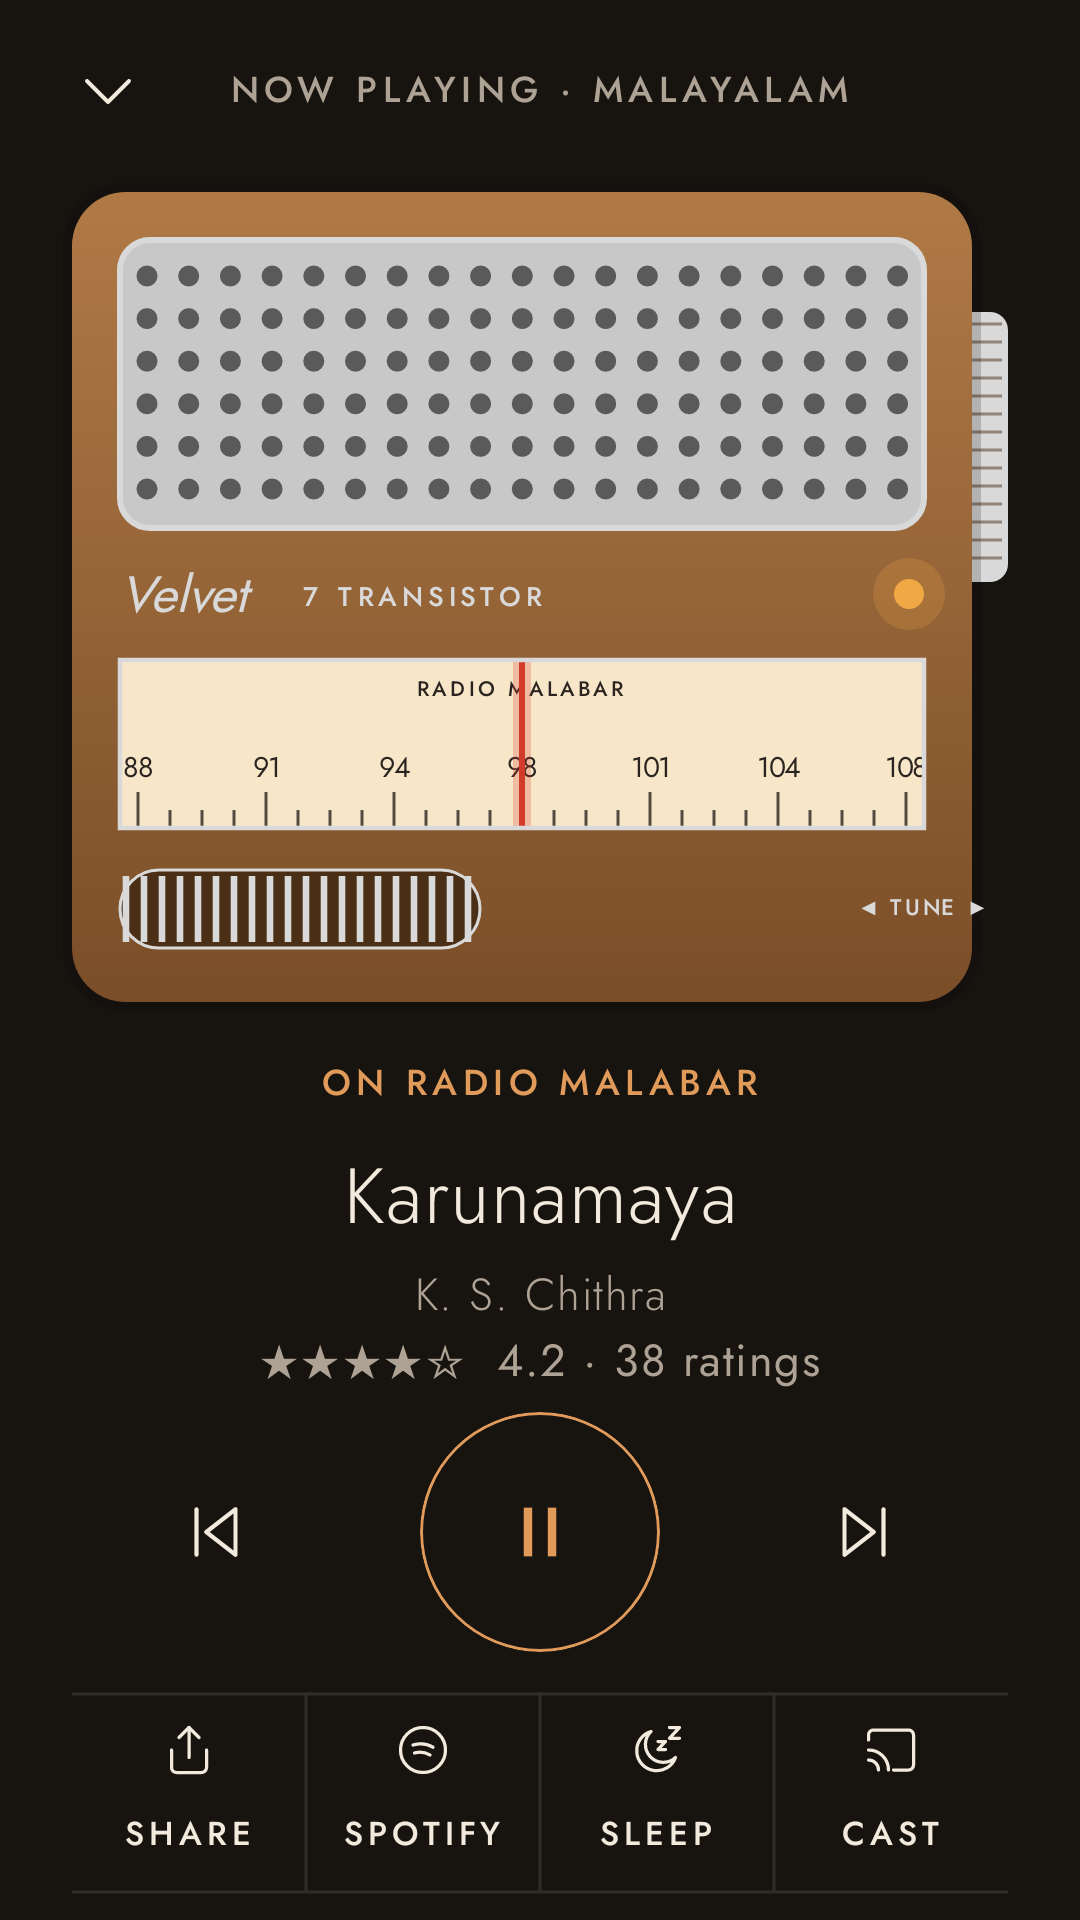 NOW PLAYING · MALAYALAM
Velvet 7 TRANSISTOR
RADIO MALABAR
88 91 94 98 101 104 108
◄ TUNE ►
ON RADIO MALABAR
Karunamaya
K. S. Chithra
★★★★☆ 4.2 · 38 ratings
SHARE SPOTIFY SLEEP CAST